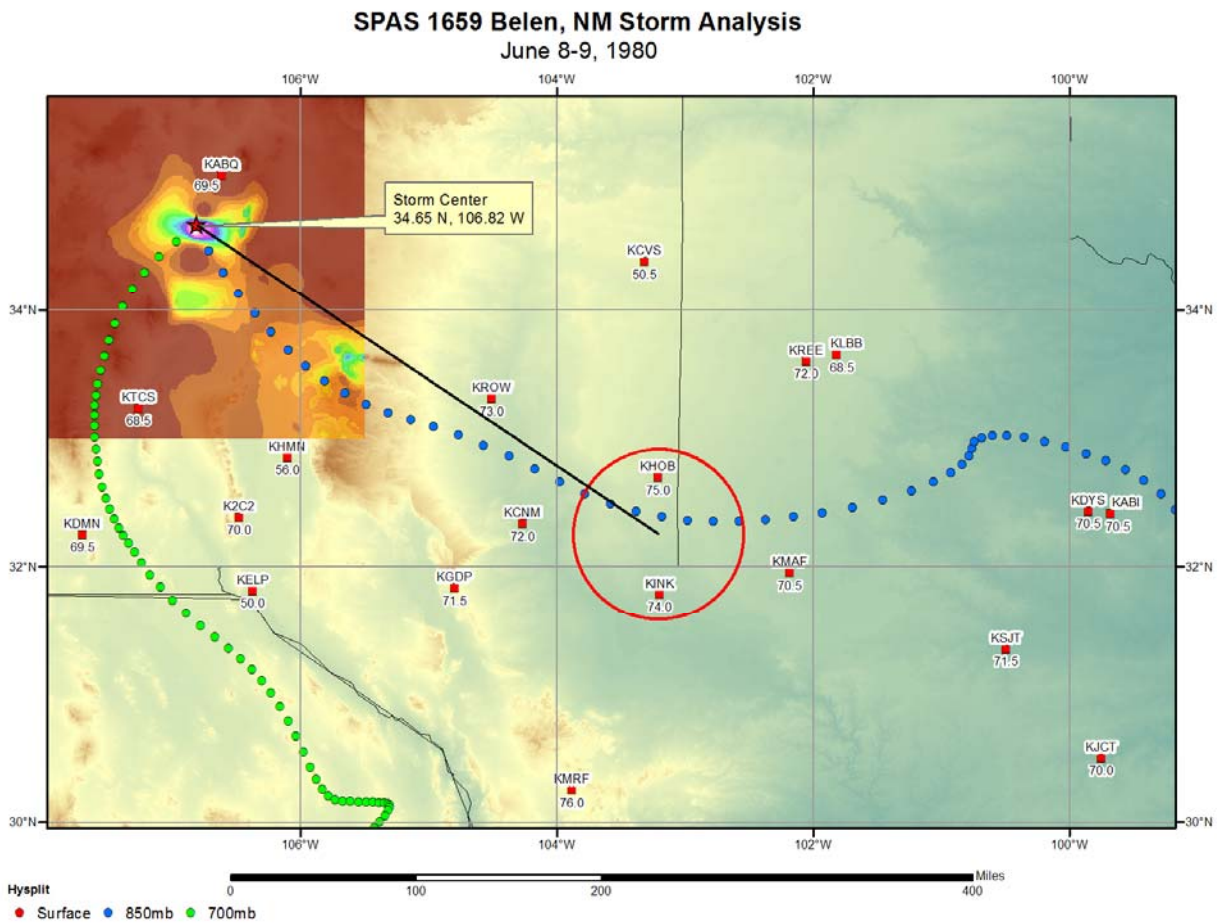 SPAS 1659 Belen, NM Storm Analysis
June 8-9, 1980
106°W
104°W
102°W
100°W
KABQ
69.5
Storm Center
34.65 N, 106.82 W
KCVS
50.5
34°N
34°N
KREE
72.0
KLBB
68.5
KTCS
68.5
KROW
73.0
KHMN
56.0
KHOB
75.0
K2C2
70.0
KCNM
72.0
KDYS
70.5
KABI
70.5
KDMN
69.5
32°N
32°N
KELP
50.0
KGDP
71.5
KINK
74.0
KMAF
70.5
KSJT
71.5
KMRF
76.0
KJCT
70.0
30°N
30°N
106°W
104°W
102°W
100°W
Miles
0
100
200
400
Hysplit
Surface
850mb
700mb